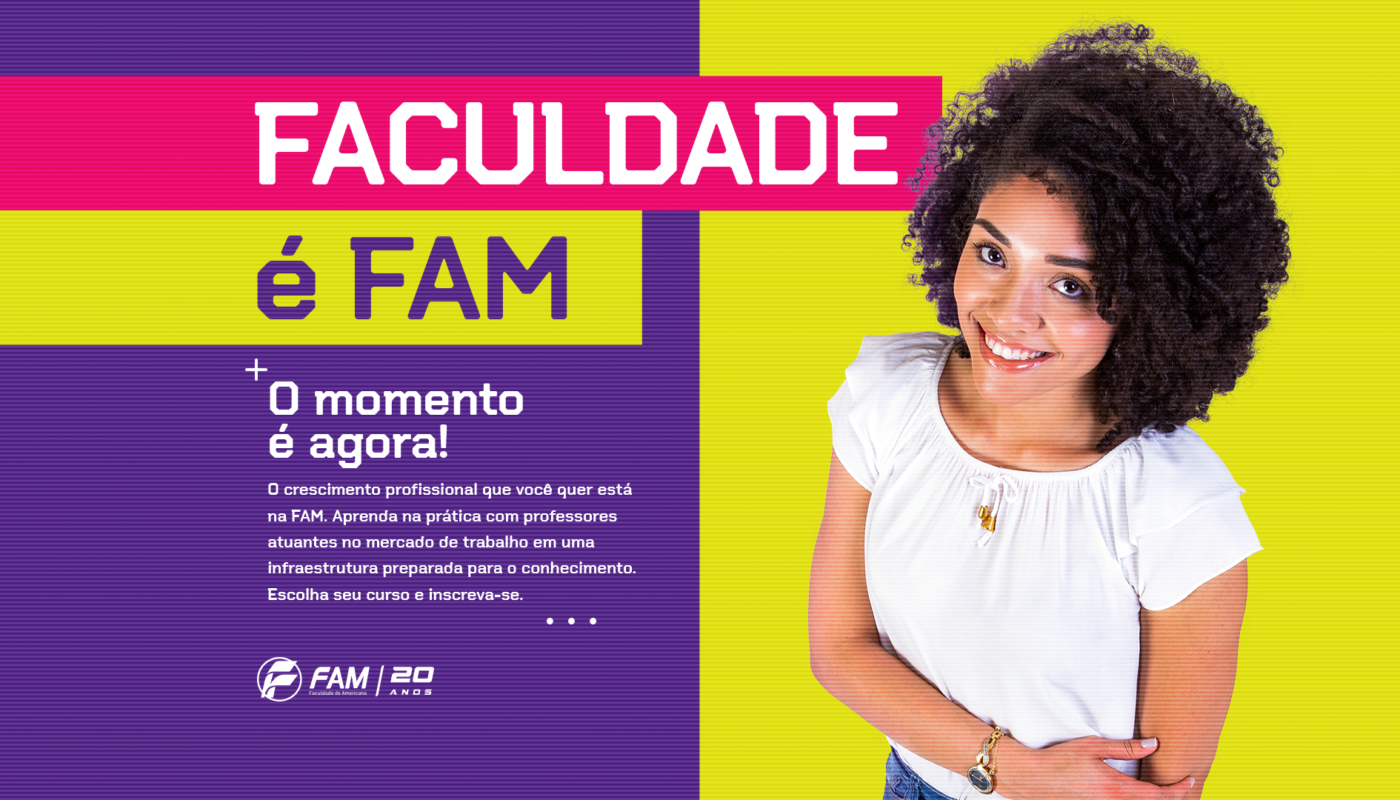 FACULDADE
é FAM
O momento
é agora!
O crescimento profissional que você quer está
na FAM. Aprenda na prática com professores
atuantes no mercado de trabalho em uma
infraestrutura preparada para o conhecimento.
Escolha seu curso e inscreva-se.
FAM | 20
Faculdade de Americana ANOS